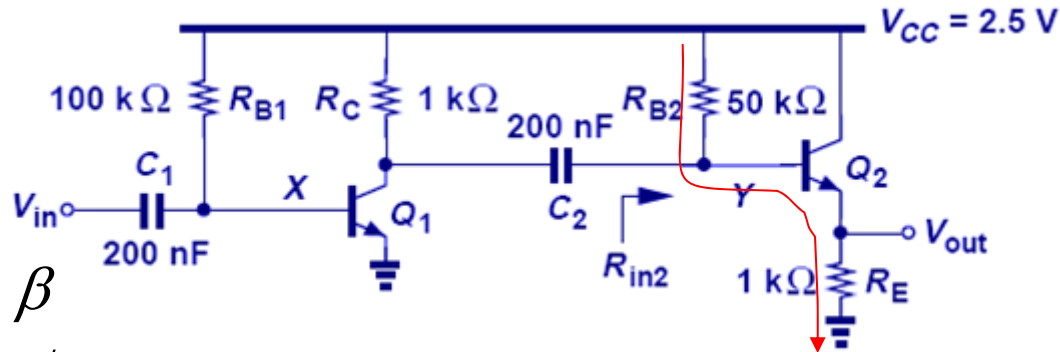 V_CC = 2.5 V
100 kΩ R_B1 R_C 1 kΩ R_B2 50 kΩ
200 nF
C_1 X Q_1 C_2 Y Q_2
V_in V_out
200 nF R_in2 1 kΩ R_E
β